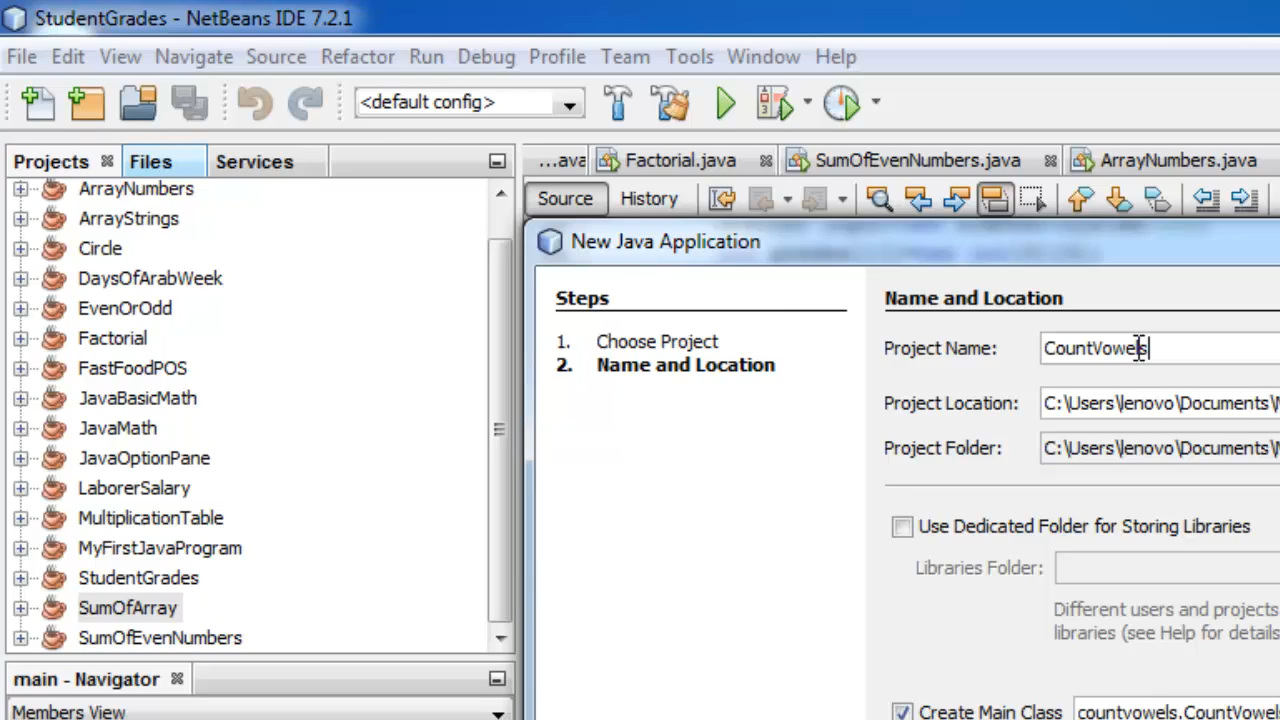 StudentGrades - NetBeans IDE 7.2.1
File Edit View Navigate Source Refactor Run Debug Profile Team Tools Window Help
<default config>
Projects Files Services
...ava Factorial.java SumOfEvenNumbers.java ArrayNumbers.java
Source History
ArrayNumbers
ArrayStrings
Circle
DaysOfArabWeek
EvenOrOdd
Factorial
FastFoodPOS
JavaBasicMath
JavaMath
JavaOptionPane
LaborerSalary
MultiplicationTable
MyFirstJavaProgram
StudentGrades
SumOfArray
SumOfEvenNumbers
main - Navigator
Members View
New Java Application
Steps
1. Choose Project
2. Name and Location
Name and Location
Project Name: CountVowels
Project Location: C:\Users\lenovo\Documents\
Project Folder: C:\Users\lenovo\Documents\
Use Dedicated Folder for Storing Libraries
Libraries Folder:
Different users and projects
libraries (see Help for details
Create Main Class countvowels.CountVowels